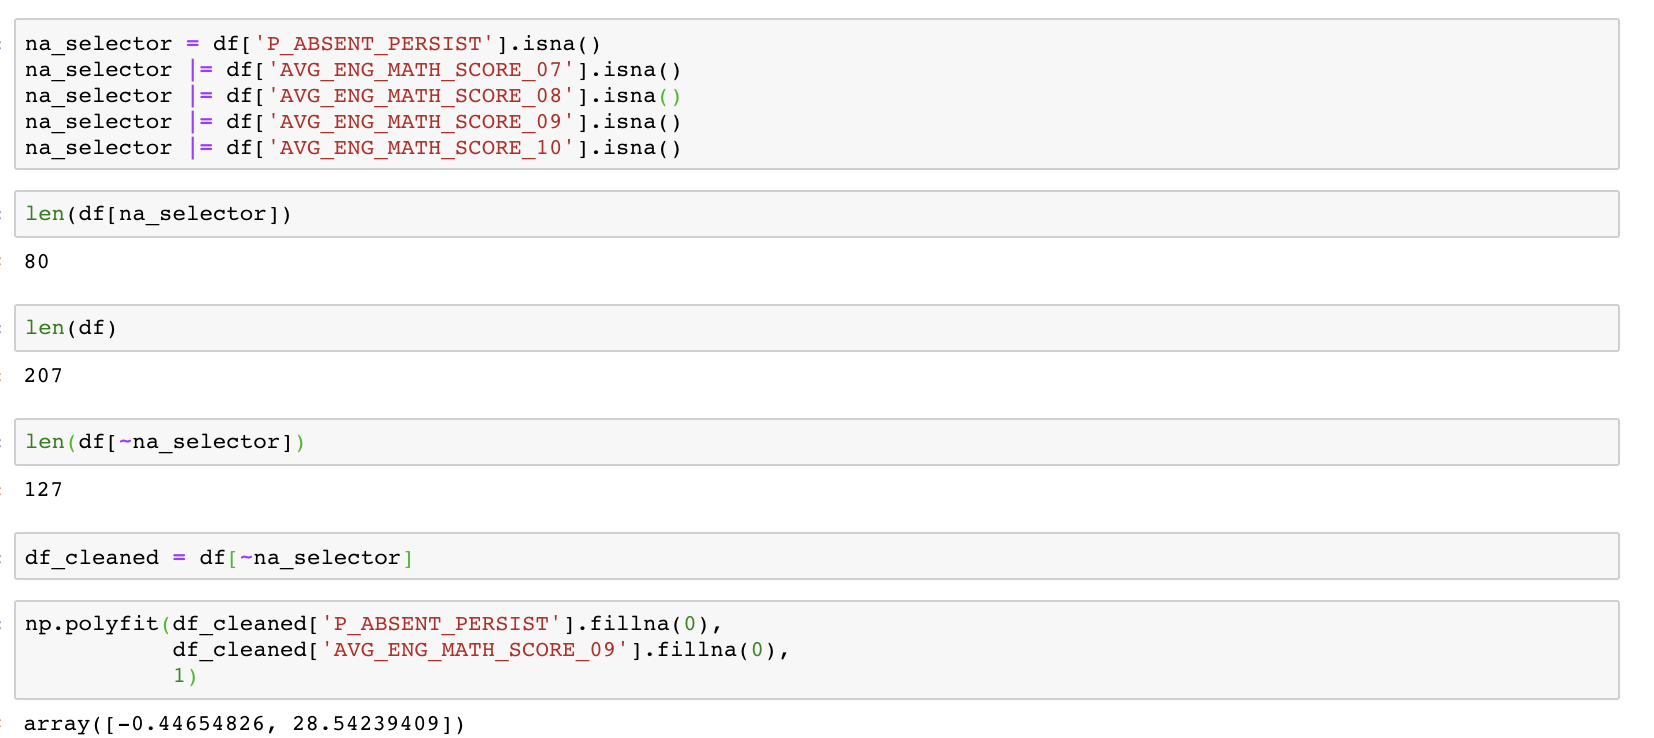 na_selector = df['P_ABSENT_PERSIST'].isna()
na_selector |= df['AVG_ENG_MATH_SCORE_07'].isna()
na_selector |= df['AVG_ENG_MATH_SCORE_08'].isna()
na_selector |= df['AVG_ENG_MATH_SCORE_09'].isna()
na_selector |= df['AVG_ENG_MATH_SCORE_10'].isna()
len(df[na_selector])
80
len(df)
207
len(df[~na_selector])
127
df_cleaned = df[~na_selector]
np.polyfit(df_cleaned['P_ABSENT_PERSIST'].fillna(0),
df_cleaned['AVG_ENG_MATH_SCORE_09'].fillna(0),
1)
array([-0.44654826, 28.54239409])